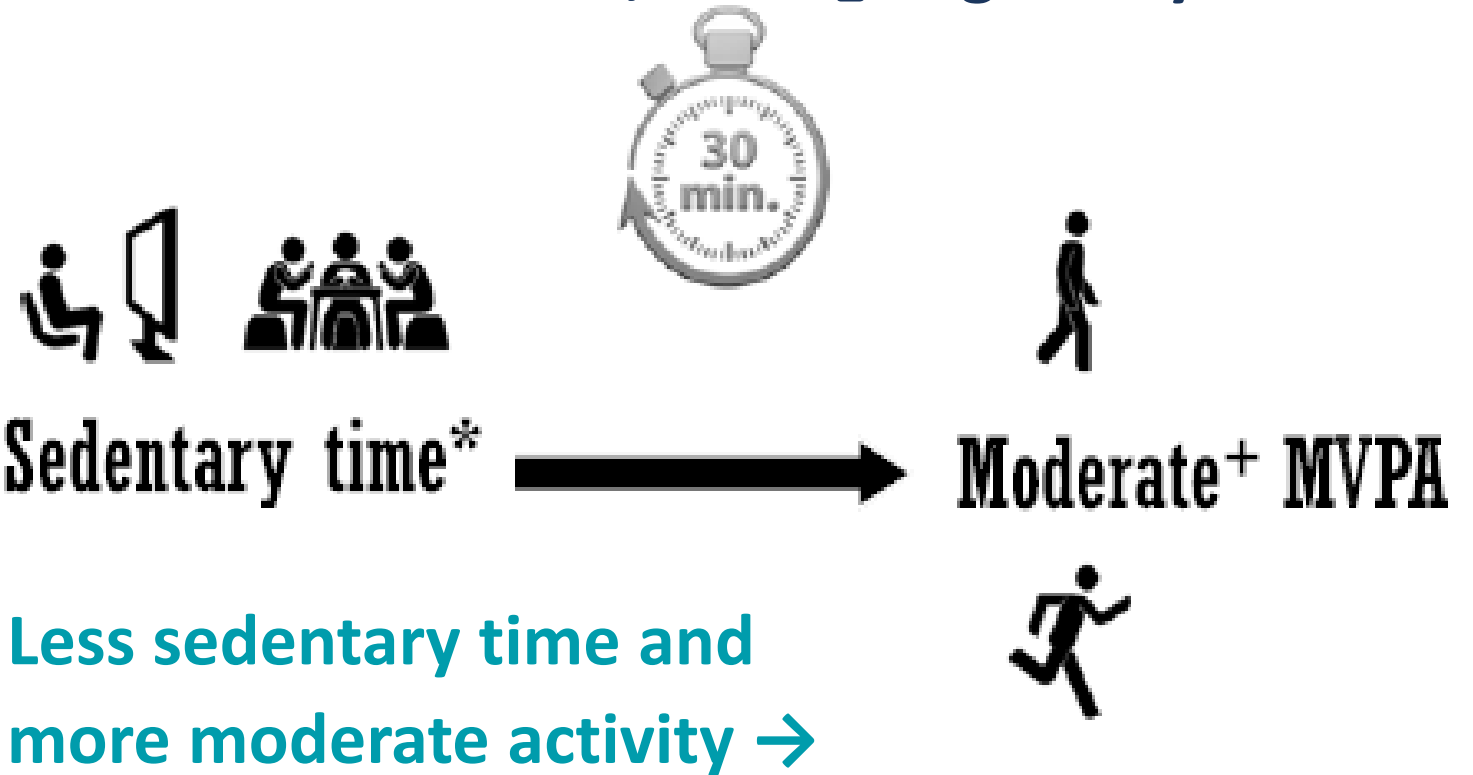 30
min.
Sedentary time* Moderate+ MVPA
Less sedentary time and
more moderate activity →